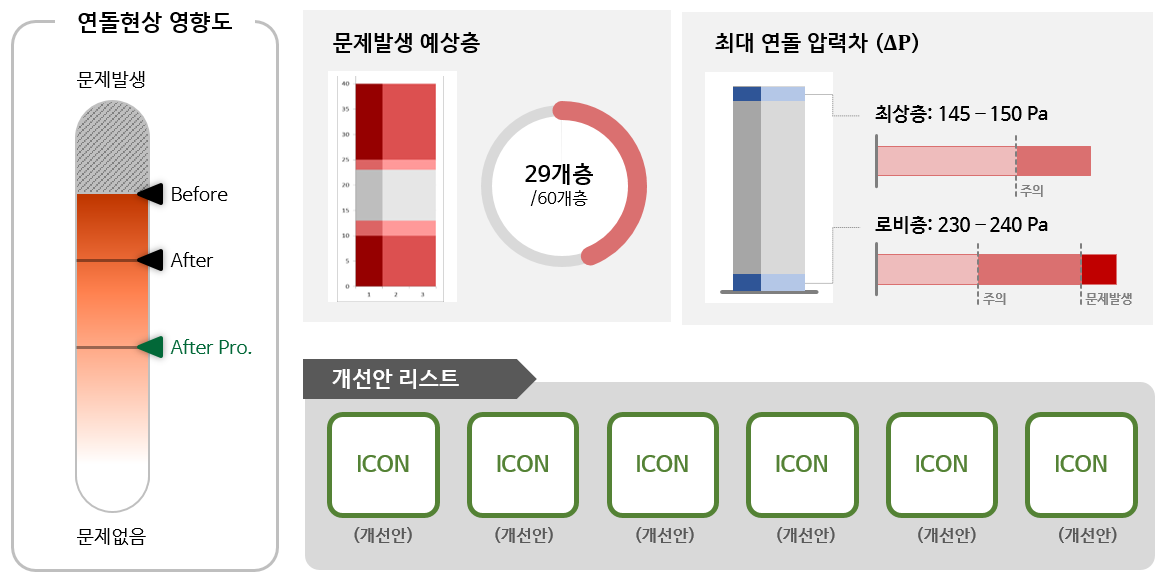 연돌현상 영향도
문제발생
Before
After
After Pro.
문제없음
문제발생 예상층
40
35
30
25
20
15
10
5
0
1 2 3
29개층
/60개층
최대 연돌 압력차 (ΔP)
최상층: 145 – 150 Pa
주의
로비층: 230 – 240 Pa
주의
문제발생
개선안 리스트
ICON ICON ICON ICON ICON ICON
(개선안) (개선안) (개선안) (개선안) (개선안) (개선안)